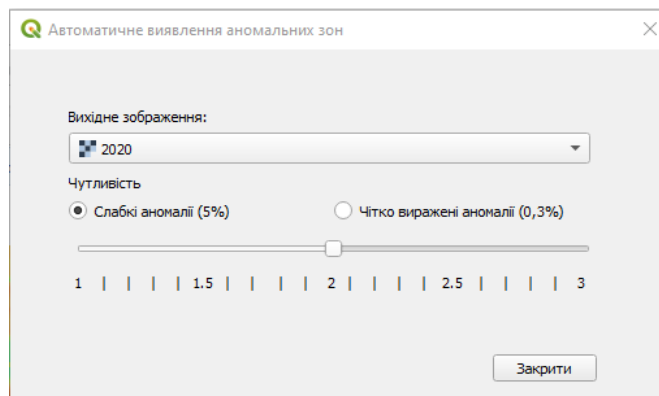 Автоматичне виявлення аномальних зон
Вихідне зображення:
2020
Чутливість
Слабкі аномалії (5%) Чітко виражені аномалії (0,3%)
1 | | | | 1.5 | | | | 2 | | | | 2.5 | | | | 3
Закрити